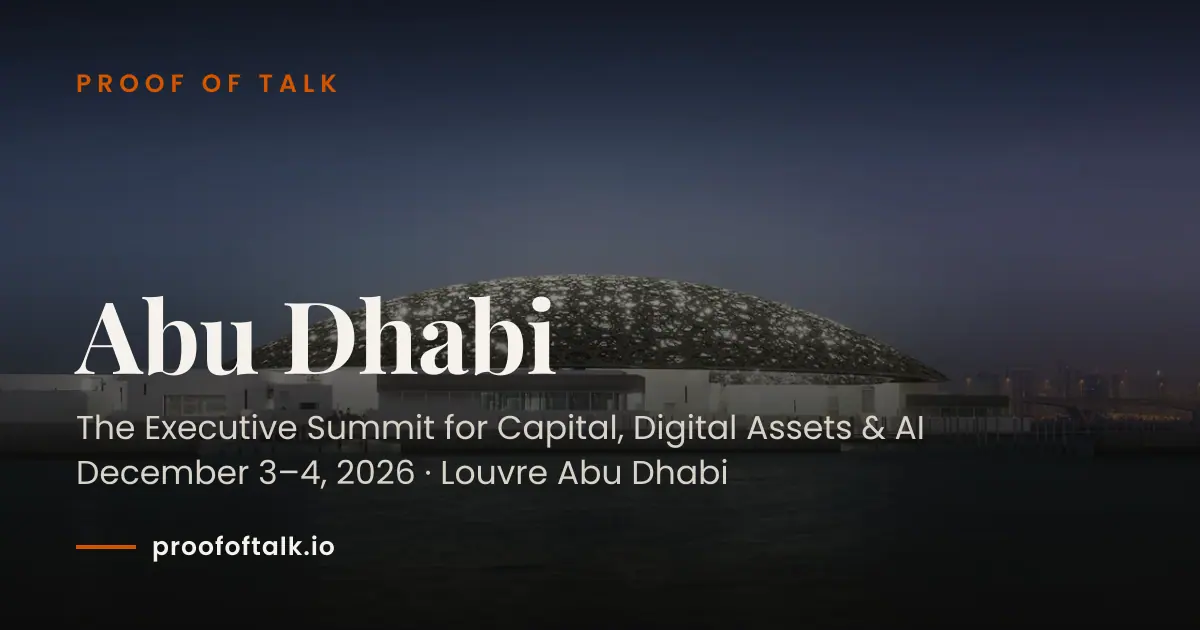 PROOF OF TALK
Abu Dhabi
The Executive Summit for Capital, Digital Assets & AI
December 3–4, 2026 · Louvre Abu Dhabi
proofoftalk.io